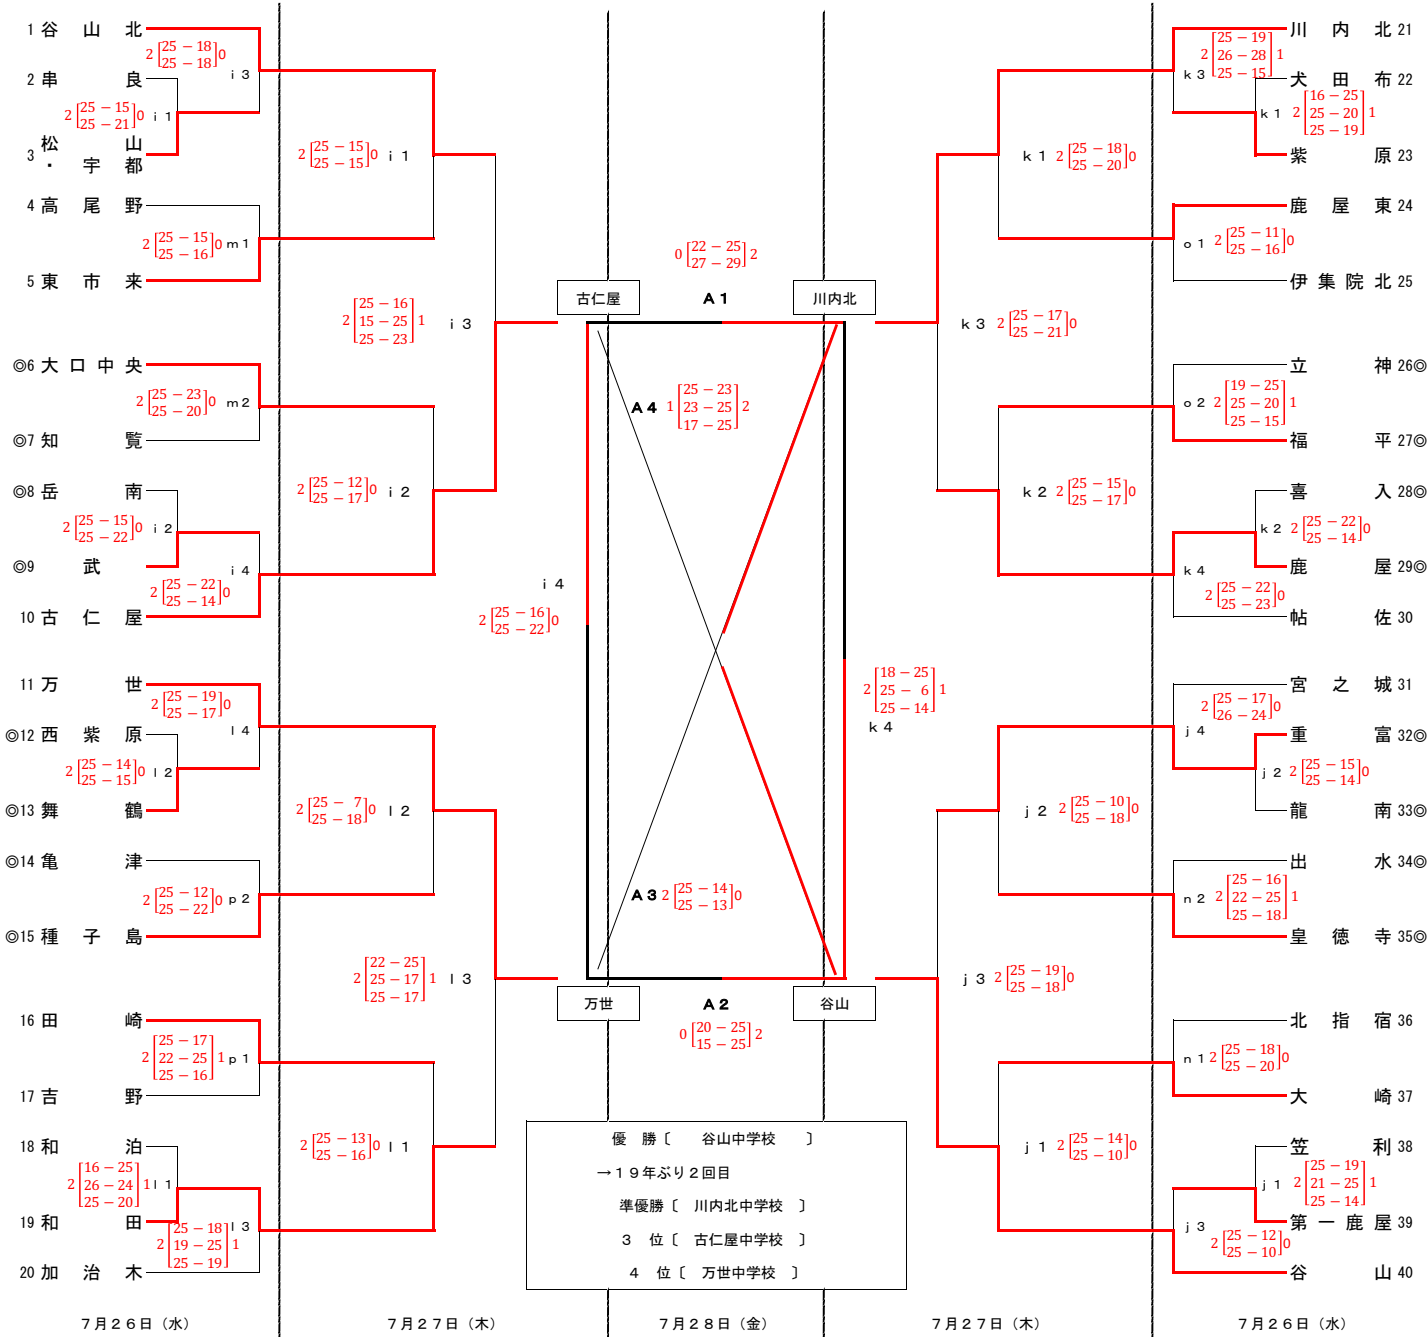 1 谷山北
2 [25 － 18 25 － 18] 0
i 3
2 串良
2 [25 － 15 25 － 21] 0 i 1
3 松山・宇都
2 [25 － 15 25 － 15] 0 i 1
4 高尾野
2 [25 － 15 25 － 16] 0 m 1
5 東市来
2 [25 － 16 15 － 25 25 － 23] 1 i 3
◎6 大口中央
2 [25 － 23 25 － 20] 0 m 2
◎7 知覧
◎8 岳南
2 [25 － 12 25 － 17] 0 i 2
2 [25 － 15 25 － 22] 0 i 2
◎9 武
i 4
2 [25 － 22 25 － 14] 0
10 古仁屋
11 万世
2 [25 － 19 25 － 17] 0
l 4
◎12 西紫原
2 [25 － 14 25 － 15] 0 l 2
◎13 舞鶴
2 [25 － 7 25 － 18] 0 l 2
◎14 亀津
2 [25 － 12 25 － 22] 0 p 2
◎15 種子島
2 [22 － 25 25 － 17 25 － 17] 1 l 3
16 田崎
2 [25 － 17 22 － 25 25 － 16] 1 p 1
17 吉野
18 和泊
2 [25 － 13 25 － 16] 0 l 1
2 [16 － 25 26 － 24 25 － 20] 1 l 1
19 和田
l 3
2 [25 － 18 19 － 25 25 － 19] 1
20 加治木
0 [22 － 25 27 － 29] 2
古仁屋
A 1
川内北
A 4 1 [25 － 23 23 － 25 17 － 25] 2
i 4
2 [25 － 16 25 － 22] 0
2 [18 － 25 25 － 6 25 － 14] 1
k 4
A 3 2 [25 － 14 25 － 13] 0
万世
A 2
谷山
0 [20 － 25 15 － 25] 2
優　勝〔　谷山中学校　〕
→１９年ぶり２回目
準優勝〔　川内北中学校　〕
３　位〔　古仁屋中学校　〕
４　位〔　万世中学校　〕
川内北 21
2 [25 － 19 26 － 28 25 － 15] 1
k 3
犬田布 22
k 1 2 [16 － 25 25 － 20 25 － 19] 1
紫原 23
k 1 2 [25 － 18 25 － 20] 0
鹿屋東 24
o 1 2 [25 － 11 25 － 16] 0
伊集院北 25
k 3 2 [25 － 17 25 － 21] 0
立神 26◎
o 2 2 [19 － 25 25 － 20 25 － 15] 1
福平 27◎
喜入 28◎
k 2 2 [25 － 15 25 － 17] 0
k 2 2 [25 － 22 25 － 14] 0
鹿屋 29◎
k 4
2 [25 － 22 25 － 23] 0
帖佐 30
宮之城 31
2 [25 － 17 26 － 24] 0
j 4
重富 32◎
j 2 2 [25 － 15 25 － 14] 0
龍南 33◎
j 2 2 [25 － 10 25 － 18] 0
出水 34◎
n 2 2 [25 － 16 22 － 25 25 － 18] 1
皇徳寺 35◎
j 3 2 [25 － 19 25 － 18] 0
北指宿 36
n 1 2 [25 － 18 25 － 20] 0
大崎 37
笠利 38
j 1 2 [25 － 14 25 － 10] 0
j 1 2 [25 － 19 21 － 25 25 － 14] 1
第一鹿屋 39
j 3
2 [25 － 12 25 － 10] 0
谷山 40
７月２６日（水）
７月２７日（木）
７月２８日（金）
７月２７日（木）
７月２６日（水）